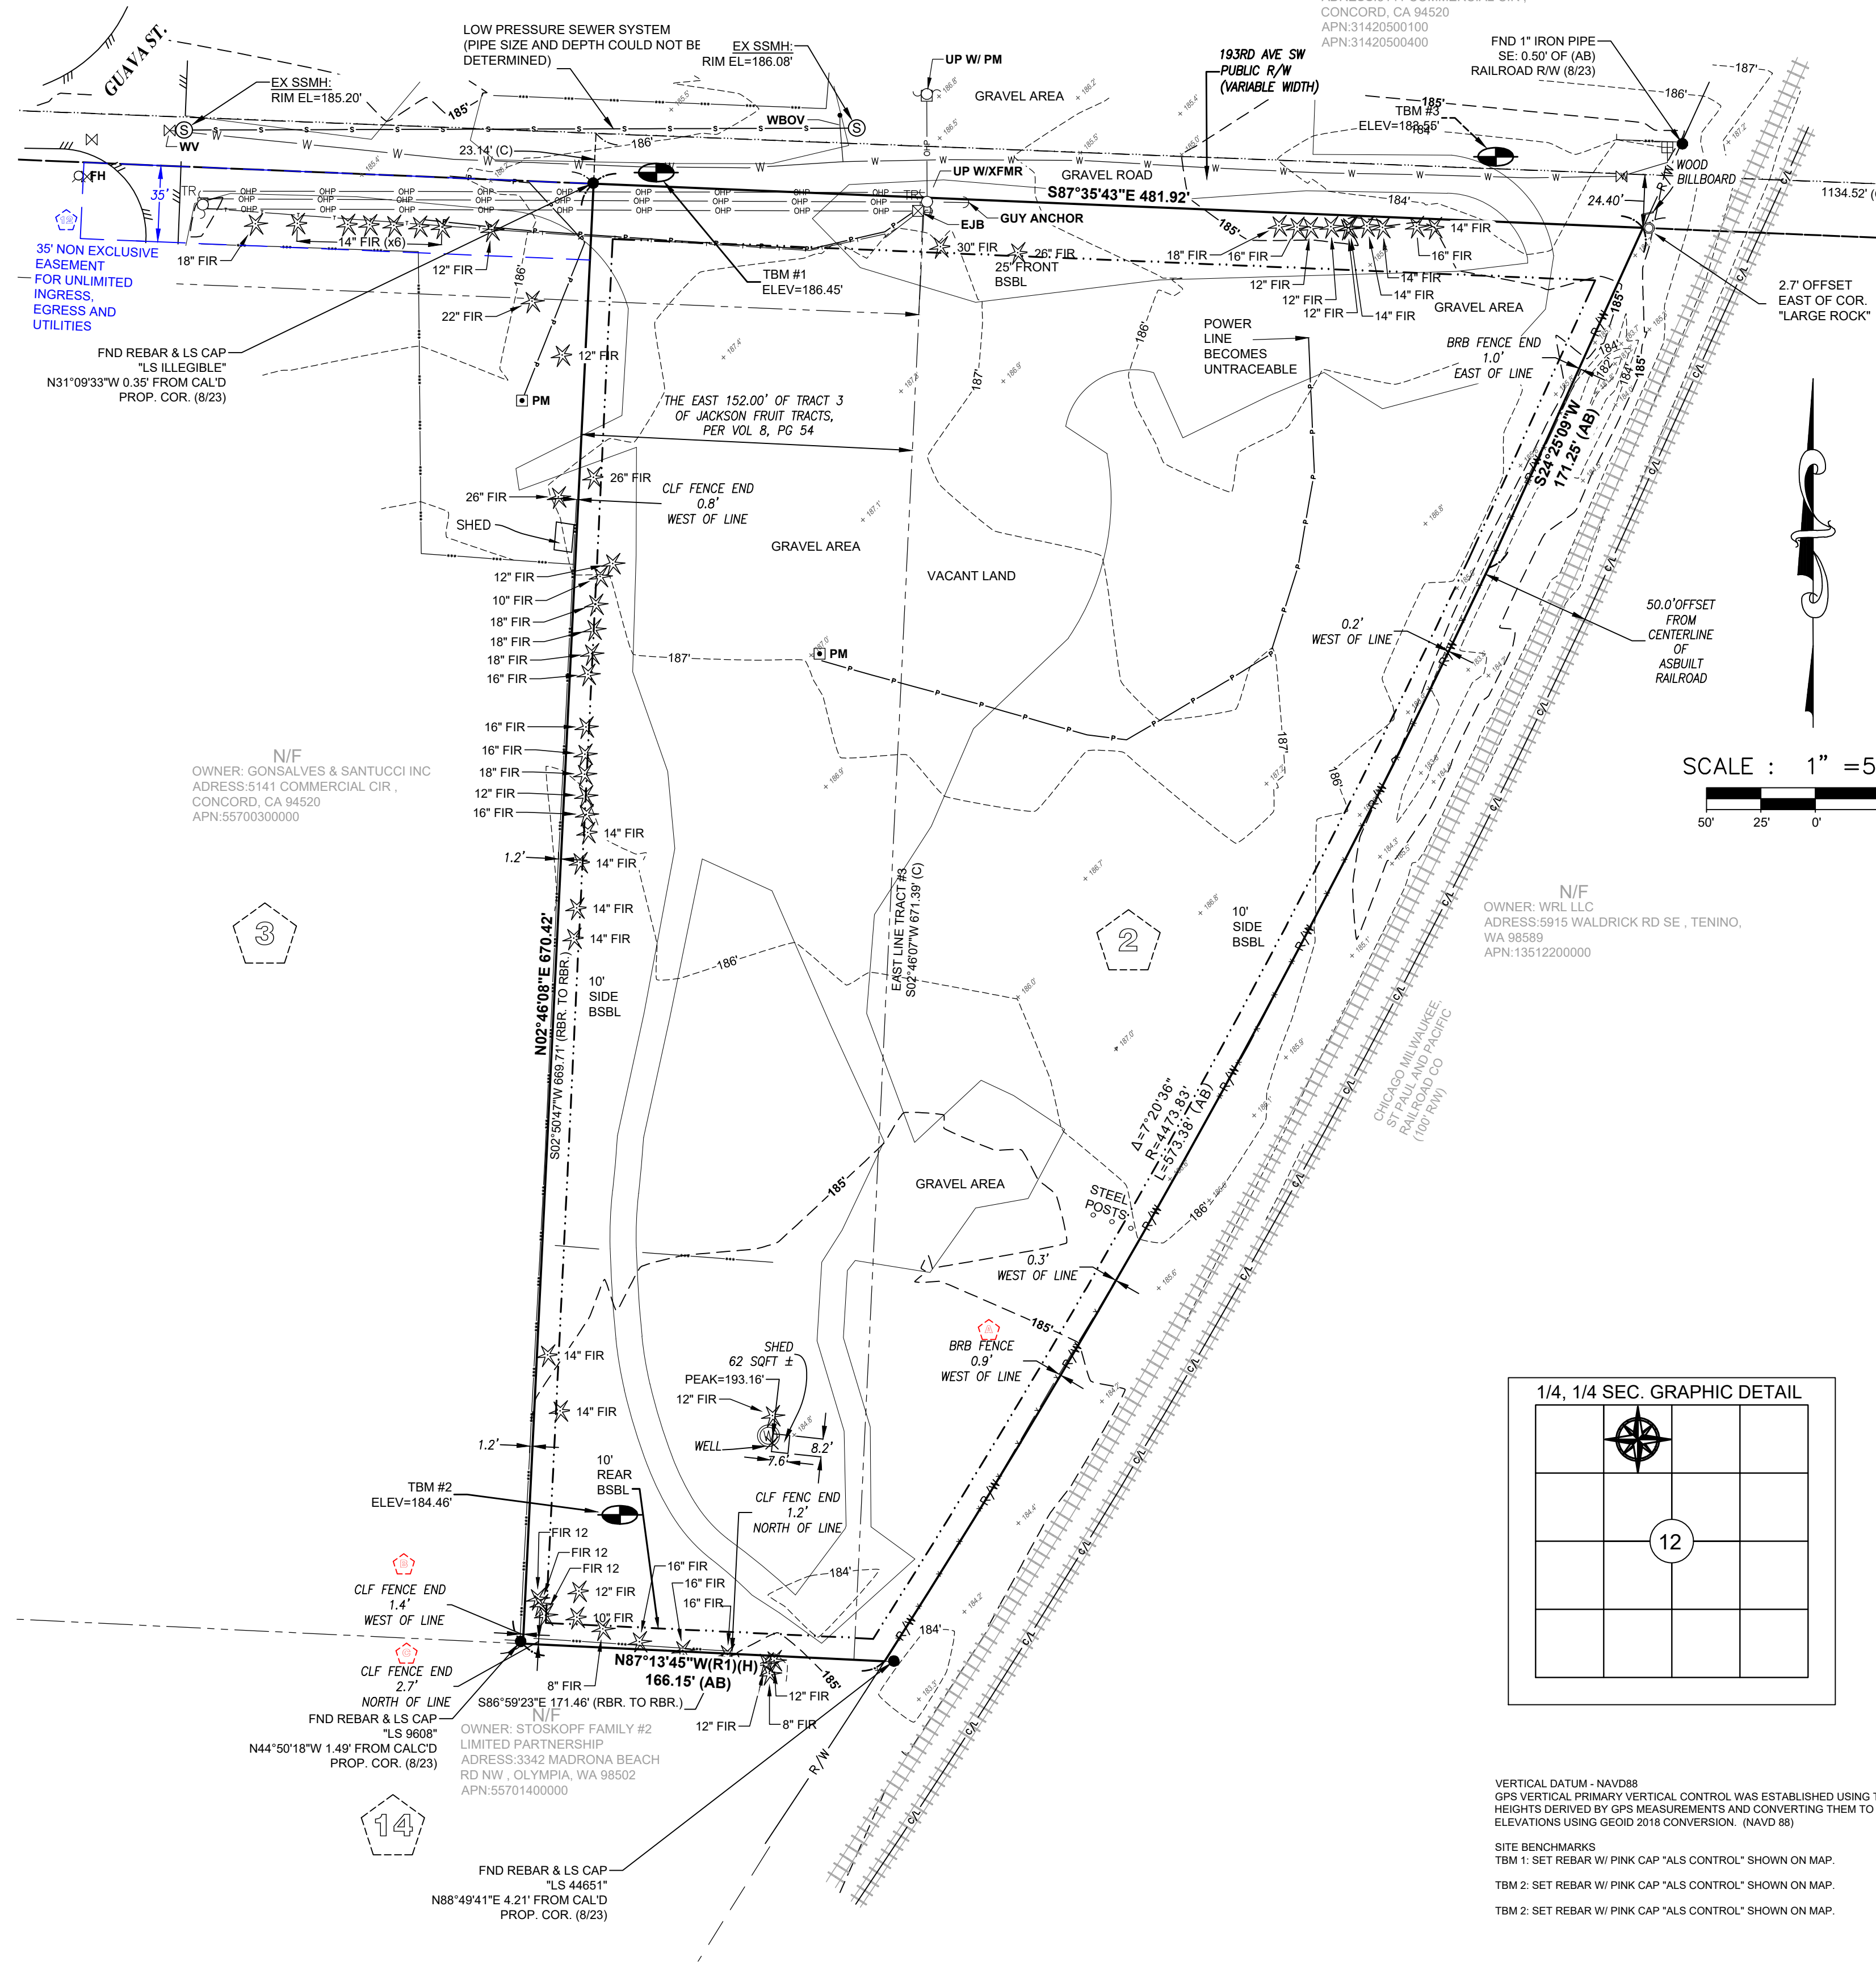 ADRESS:5141 COMMERCIAL CIR ,
CONCORD, CA 94520
APN:31420500100
APN:31420500400
GUAVA ST.
LOW PRESSURE SEWER SYSTEM
(PIPE SIZE AND DEPTH COULD NOT BE
DETERMINED)
EX SSMH:
RIM EL=186.08'
EX SSMH:
RIM EL=185.20'
UP W/ PM
GRAVEL AREA
193RD AVE SW
PUBLIC R/W
(VARIABLE WIDTH)
FND 1" IRON PIPE
SE: 0.50' OF (AB)
RAILROAD R/W (8/23)
TBM #3
WBOV
WV
FH
23.14' (C)
UP W/XFMR
GRAVEL ROAD
S87°35'43"E 481.92'
GUY ANCHOR
EJB
WOOD
BILLBOARD
24.40'
1134.52'
35'
12
35' NON EXCLUSIVE
EASEMENT
FOR UNLIMITED
INGRESS,
EGRESS AND
UTILITIES
18" FIR
14" FIR (x6)
12" FIR
22" FIR
12" FIR
30" FIR
26" FIR
25' FRONT
BSBL
TBM #1
ELEV=186.45'
18" FIR
16" FIR
12" FIR
12" FIR
12" FIR
14" FIR
14" FIR
14" FIR
16" FIR
14" FIR
GRAVEL AREA
2.7' OFFSET
EAST OF COR.
"LARGE ROCK"
FND REBAR & LS CAP
"LS ILLEGIBLE"
N31°09'33"W 0.35' FROM CAL'D
PROP. COR. (8/23)
PM
POWER
LINE
BECOMES
UNTRACEABLE
BRB FENCE END
1.0'
EAST OF LINE
THE EAST 152.00' OF TRACT 3
OF JACKSON FRUIT TRACTS,
PER VOL 8, PG 54
S24°25'09"W
171.25' (AB)
26" FIR
26" FIR
CLF FENCE END
0.8'
WEST OF LINE
SHED
GRAVEL AREA
VACANT LAND
12" FIR
10" FIR
18" FIR
18" FIR
18" FIR
16" FIR
PM
0.2'
WEST OF LINE
50.0'OFFSET
FROM
CENTERLINE
OF
ASBUILT
RAILROAD
16" FIR
16" FIR
18" FIR
12" FIR
16" FIR
14" FIR
14" FIR
14" FIR
14" FIR
1.2'
N/F
OWNER: GONSALVES & SANTUCCI INC
ADRESS:5141 COMMERCIAL CIR ,
CONCORD, CA 94520
APN:55700300000
3
SCALE : 1" =5
50'
25'
0'
EAST LINE TRACT #3
S02°46'07"W 671.39' (C)
2
10'
SIDE
BSBL
N/F
OWNER: WRL LLC
ADRESS:5915 WALDRICK RD SE , TENINO,
WA 98589
APN:13512200000
N02°46'08"E 670.42'
S02°50'47"W 669.71' (RBR. TO RBR.)
10'
SIDE
BSBL
CHICAGO MILWAUKEE,
ST PAUL AND PACIFIC
RAILROAD CO
(100' R/W)
Δ=7°20'36"
R=4473.83'
L=573.38' (AB)
GRAVEL AREA
STEEL
POSTS
0.3'
WEST OF LINE
A
BRB FENCE
0.9'
WEST OF LINE
14" FIR
14" FIR
SHED
62 SQFT ±
PEAK=193.16'
12" FIR
WELL
8.2'
7.6'
1.2'
10'
REAR
BSBL
TBM #2
ELEV=184.46'
CLF FENC END
1.2'
NORTH OF LINE
FIR 12
FIR 12
FIR 12
12" FIR
10" FIR
16" FIR
16" FIR
16" FIR
B
CLF FENCE END
1.4'
WEST OF LINE
C
CLF FENCE END
2.7'
NORTH OF LINE
N87°13'45"W(R1)(H)
166.15' (AB)
8" FIR
S86°59'23"E 171.46' (RBR. TO RBR.)
12" FIR
12" FIR
8" FIR
FND REBAR & LS CAP
"LS 9608"
N44°50'18"W 1.49' FROM CALC'D
PROP. COR. (8/23)
N/F
OWNER: STOSKOPF FAMILY #2
LIMITED PARTNERSHIP
ADRESS:3342 MADRONA BEACH
RD NW , OLYMPIA, WA 98502
APN:55701400000
14
FND REBAR & LS CAP
"LS 44651"
N88°49'41"E 4.21' FROM CAL'D
PROP. COR. (8/23)
1/4, 1/4 SEC. GRAPHIC DETAIL
12
VERTICAL DATUM - NAVD88
GPS VERTICAL PRIMARY VERTICAL CONTROL WAS ESTABLISHED USING
HEIGHTS DERIVED BY GPS MEASUREMENTS AND CONVERTING THEM TO
ELEVATIONS USING GEOID 2018 CONVERSION. (NAVD 88)
SITE BENCHMARKS
TBM 1: SET REBAR W/ PINK CAP "ALS CONTROL" SHOWN ON MAP.
TBM 2: SET REBAR W/ PINK CAP "ALS CONTROL" SHOWN ON MAP.
TBM 2: SET REBAR W/ PINK CAP "ALS CONTROL" SHOWN ON MAP.